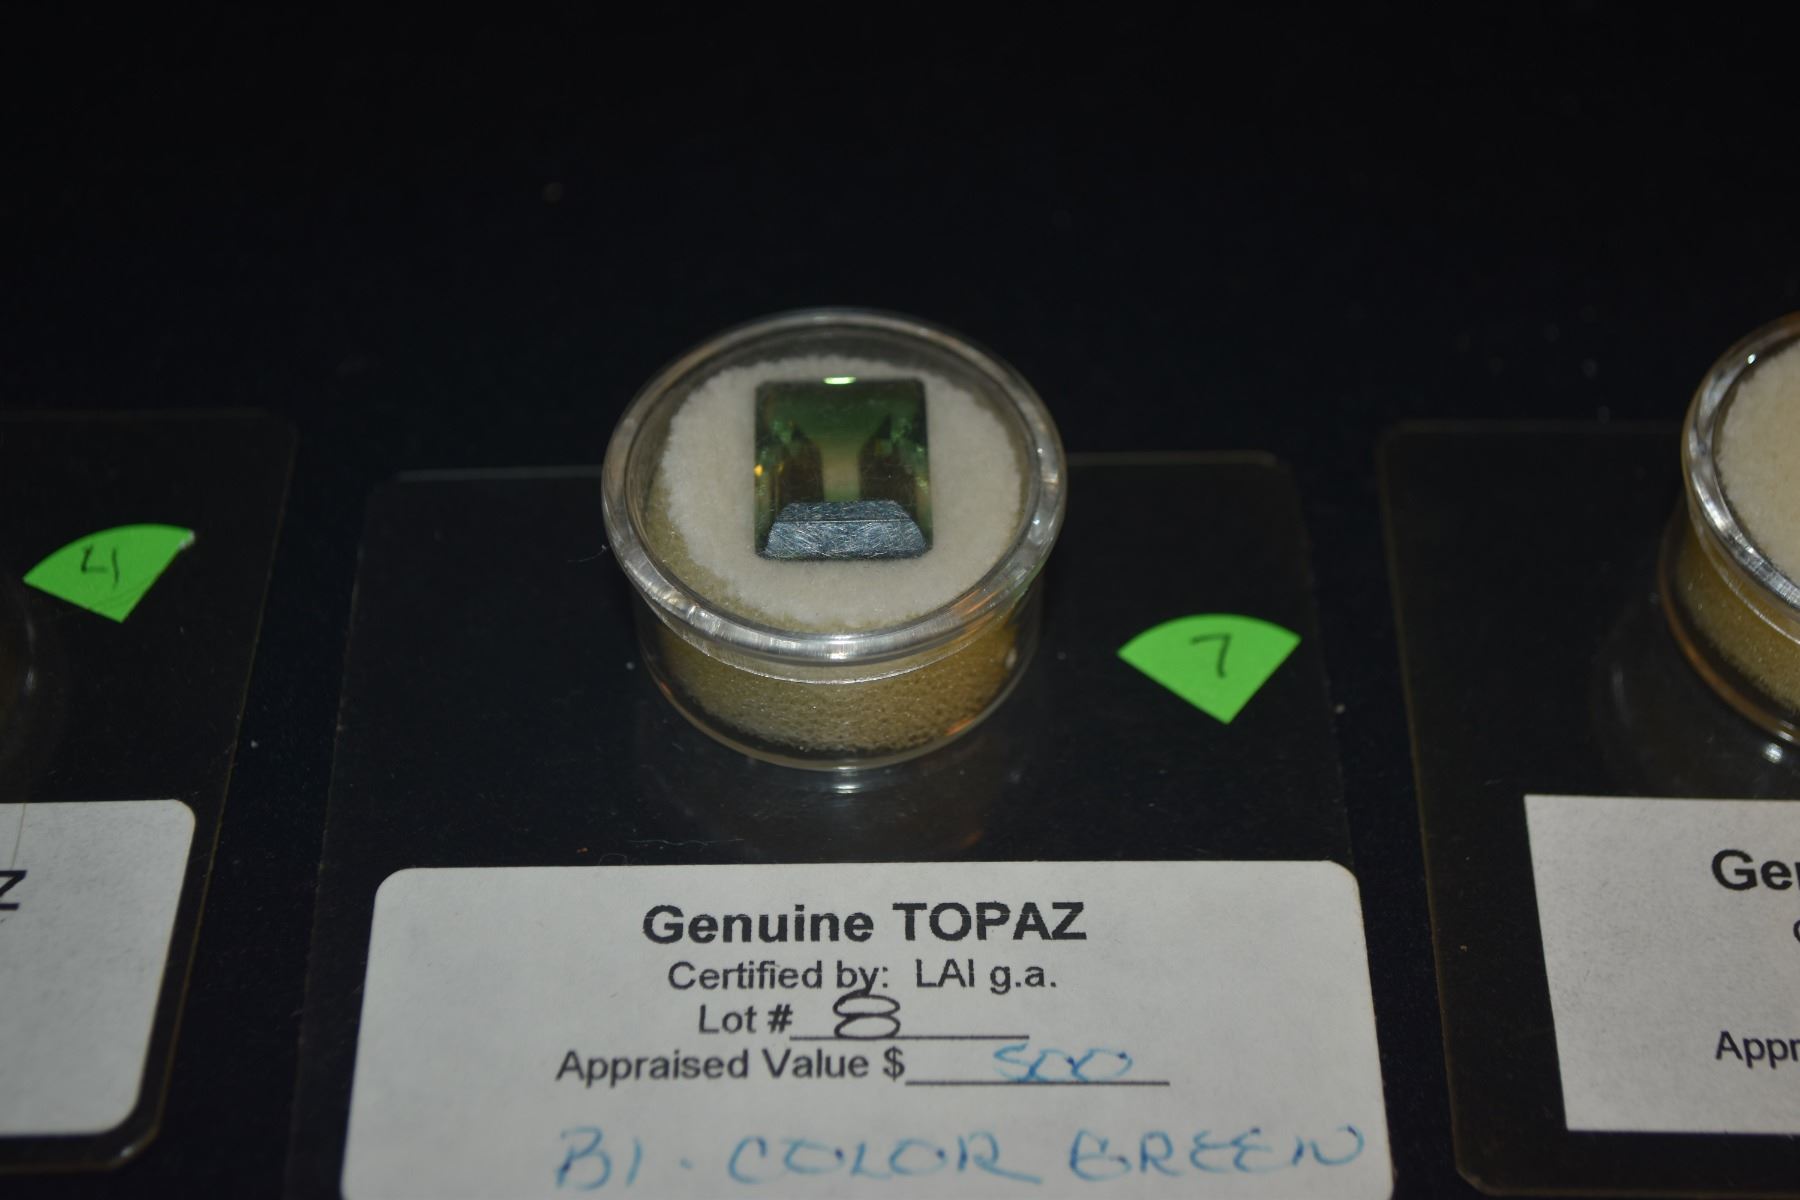 4
7
Z
Genuine TOPAZ
Certified by: LAI g.a.
Lot # 8
Appraised Value $ 500
BI-COLOR GREEN
Ge
Appr